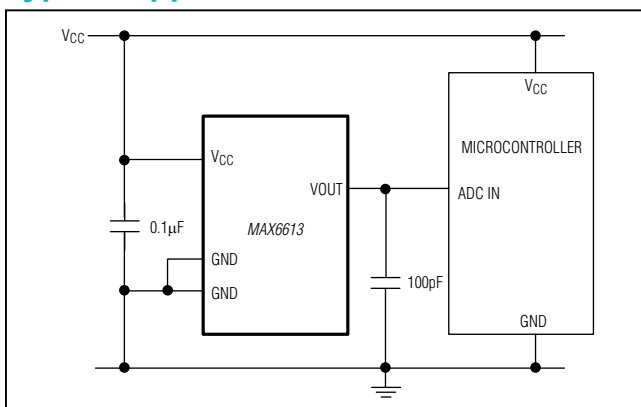 VCC
VCC
VCC
MICROCONTROLLER
VOUT
ADC IN
0.1μF
MAX6613
GND
100pF
GND
GND